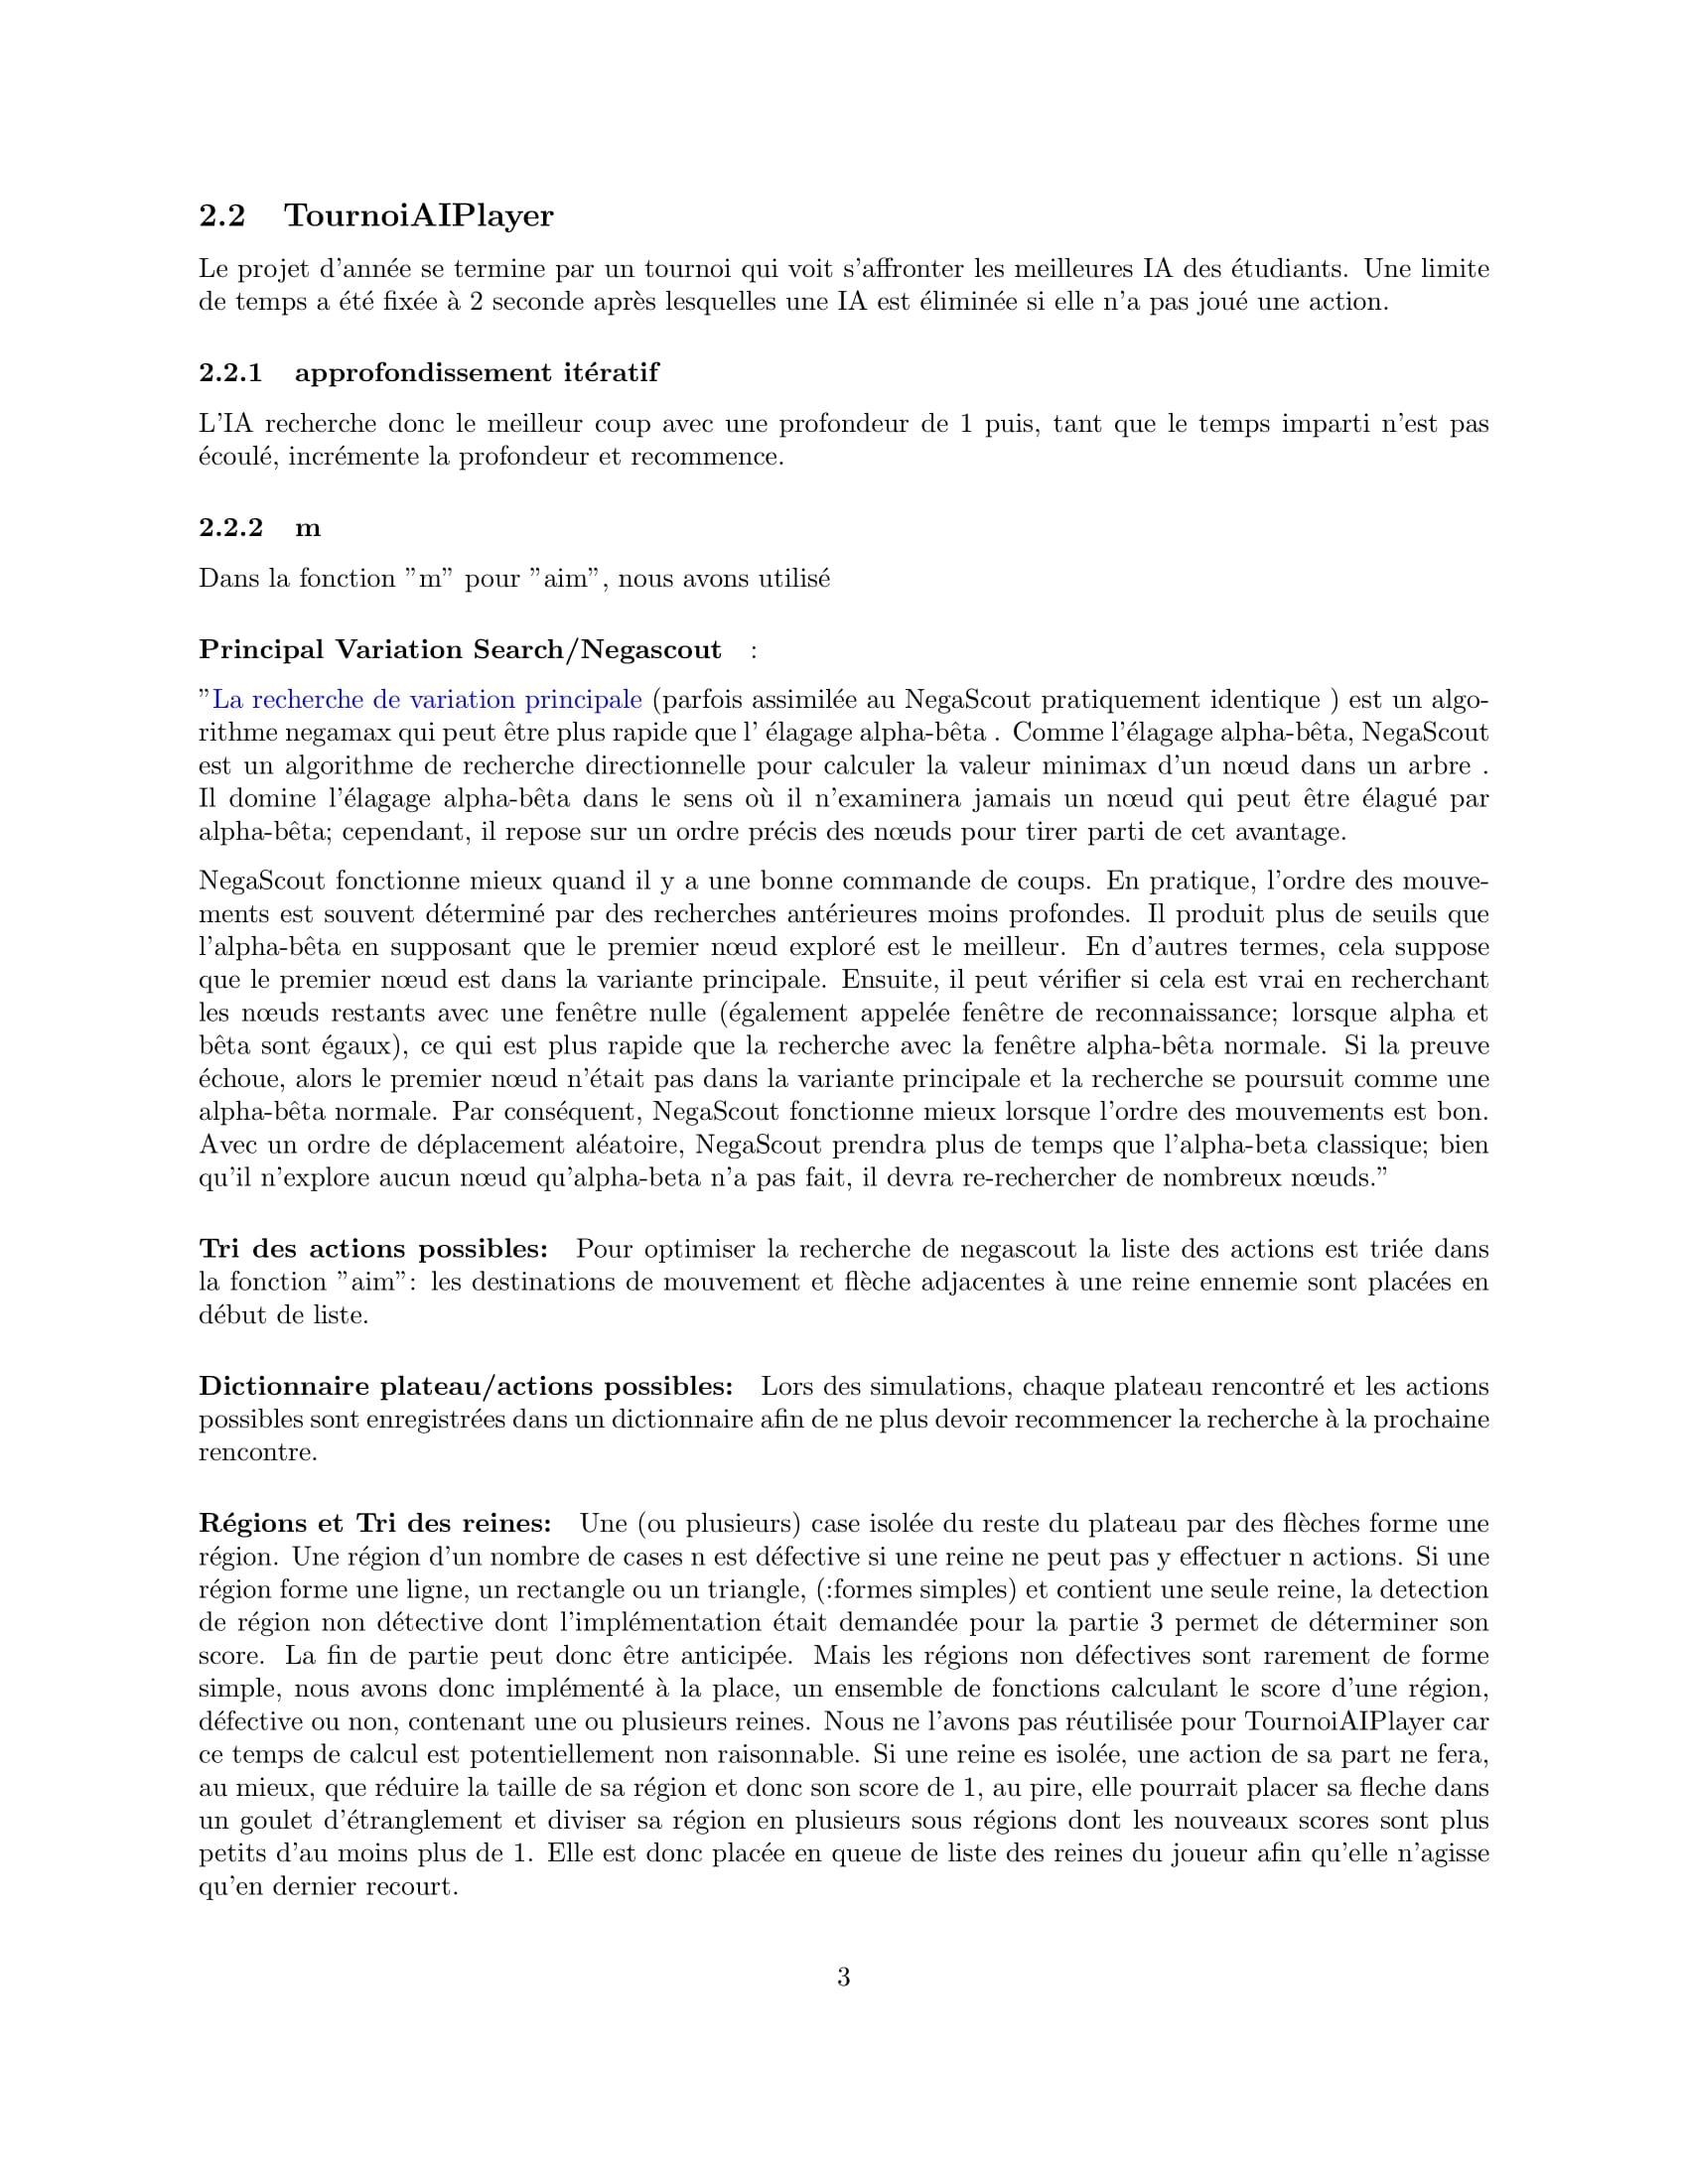 2.2 TournoiAIPlayer
Le projet d'année se termine par un tournoi qui voit s'affronter les meilleures IA des étudiants. Une limite
de temps a été fixée à 2 seconde après lesquelles une IA est éliminée si elle n'a pas joué une action.
2.2.1 approfondissement itératif
L'IA recherche donc le meilleur coup avec une profondeur de 1 puis, tant que le temps imparti n'est pas
écoulé, incrémente la profondeur et recommence.
2.2.2 m
Dans la fonction "m" pour "aim", nous avons utilisé
Principal Variation Search/Negascout :
"La recherche de variation principale (parfois assimilée au NegaScout pratiquement identique ) est un algo-
rithme negamax qui peut être plus rapide que l' élagage alpha-bêta . Comme l'élagage alpha-bêta, NegaScout
est un algorithme de recherche directionnelle pour calculer la valeur minimax d'un nœud dans un arbre .
Il domine l'élagage alpha-bêta dans le sens où il n'examinera jamais un nœud qui peut être élagué par
alpha-bêta; cependant, il repose sur un ordre précis des nœuds pour tirer parti de cet avantage.
NegaScout fonctionne mieux quand il y a une bonne commande de coups. En pratique, l'ordre des mouve-
ments est souvent déterminé par des recherches antérieures moins profondes. Il produit plus de seuils que
l'alpha-bêta en supposant que le premier nœud exploré est le meilleur. En d'autres termes, cela suppose
que le premier nœud est dans la variante principale. Ensuite, il peut vérifier si cela est vrai en recherchant
les nœuds restants avec une fenêtre nulle (également appelée fenêtre de reconnaissance; lorsque alpha et
bêta sont égaux), ce qui est plus rapide que la recherche avec la fenêtre alpha-bêta normale. Si la preuve
échoue, alors le premier nœud n'était pas dans la variante principale et la recherche se poursuit comme une
alpha-bêta normale. Par conséquent, NegaScout fonctionne mieux lorsque l'ordre des mouvements est bon.
Avec un ordre de déplacement aléatoire, NegaScout prendra plus de temps que l'alpha-beta classique; bien
qu'il n'explore aucun nœud qu'alpha-beta n'a pas fait, il devra re-rechercher de nombreux nœuds."
Tri des actions possibles: Pour optimiser la recherche de negascout la liste des actions est triée dans
la fonction "aim": les destinations de mouvement et flèche adjacentes à une reine ennemie sont placées en
début de liste.
Dictionnaire plateau/actions possibles: Lors des simulations, chaque plateau rencontré et les actions
possibles sont enregistrées dans un dictionnaire afin de ne plus devoir recommencer la recherche à la prochaine
rencontre.
Régions et Tri des reines: Une (ou plusieurs) case isolée du reste du plateau par des flèches forme une
région. Une région d'un nombre de cases n est défective si une reine ne peut pas y effectuer n actions. Si une
région forme une ligne, un rectangle ou un triangle, (:formes simples) et contient une seule reine, la detection
de région non détective dont l'implémentation était demandée pour la partie 3 permet de déterminer son
score. La fin de partie peut donc être anticipée. Mais les régions non défectives sont rarement de forme
simple, nous avons donc implémenté à la place, un ensemble de fonctions calculant le score d'une région,
défective ou non, contenant une ou plusieurs reines. Nous ne l'avons pas réutilisée pour TournoiAIPlayer car
ce temps de calcul est potentiellement non raisonnable. Si une reine es isolée, une action de sa part ne fera,
au mieux, que réduire la taille de sa région et donc son score de 1, au pire, elle pourrait placer sa fleche dans
un goulet d'étranglement et diviser sa région en plusieurs sous régions dont les nouveaux scores sont plus
petits d'au moins plus de 1. Elle est donc placée en queue de liste des reines du joueur afin qu'elle n'agisse
qu'en dernier recourt.
3